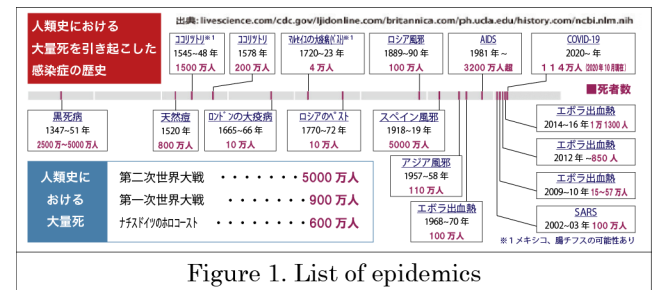 人類史における
大量死を引き起こした
感染症の歴史
出典: livescience.com/cdc.gov/ljidonline.com/britannica.com/ph.ucla.edu/history.com/ncbi.nlm.nih
ココリツトリ※1
1545~48 年
1500 万人
ココリツトリ
1578 年
200 万人
マルセイユの大疫病(ペスト)※1
1720~23 年
4 万人
ロシア風邪
1889~90 年
100 万人
AIDS
1981 年 ~
3200 万人超
COVID-19
2020~ 年
114 万人 (2020年10月現在)
■死者数
黒死病
1347~51 年
2500 万~5000 万人
天然痘
1520 年
800 万人
ロンドンの大疫病
1665~66 年
10 万人
ロシアのペスト
1770~72 年
10 万人
スペイン風邪
1918~19 年
5000 万人
アジア風邪
1957~58 年
110 万人
エボラ出血熱
1968~70 年
100 万人
エボラ出血熱
2014~16 年 1万 1300 人
エボラ出血熱
2012 年 ~850 人
エボラ出血熱
2009~10 年 15~57 万人
SARS
2002~03 年 100 万人
※1 メキシコ、腸チフスの可能性あり
人類史に
おける
大量死
第二次世界大戦 ・・・・・・5000 万人
第一次世界大戦 ・・・・・・・900 万人
ナチスドイツのホロコースト ・・・・・・・600 万人
Figure 1. List of epidemics